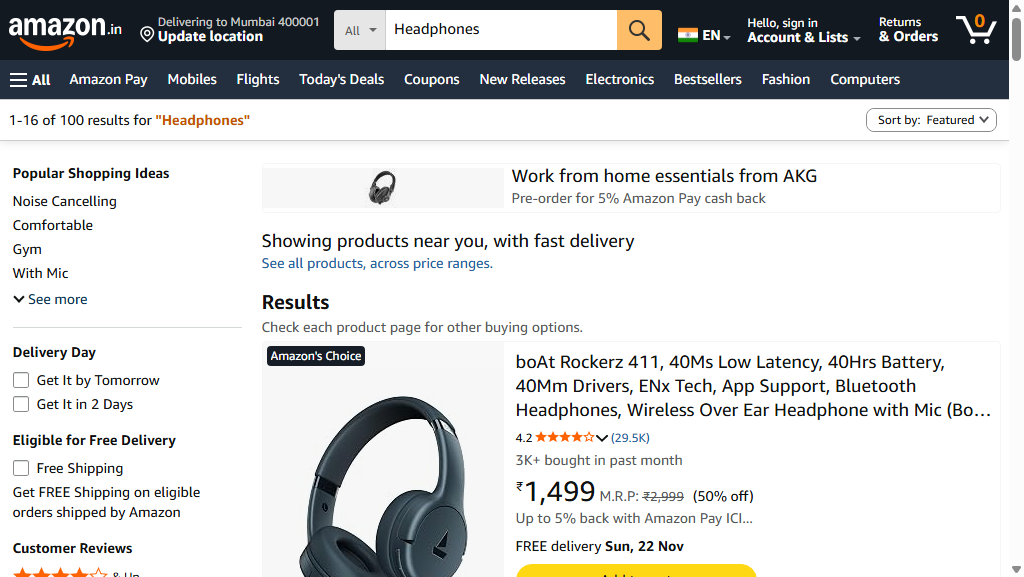 amazon.in
Delivering to Mumbai 400001
Update location
All
Headphones
EN
Hello, sign in
Account & Lists
Returns
& Orders
0
All
Amazon Pay
Mobiles
Flights
Today's Deals
Coupons
New Releases
Electronics
Bestsellers
Fashion
Computers
1-16 of 100 results for "Headphones"
Sort by: Featured
Popular Shopping Ideas
Noise Cancelling
Comfortable
Gym
With Mic
See more
Delivery Day
Get It by Tomorrow
Get It in 2 Days
Eligible for Free Delivery
Free Shipping
Get FREE Shipping on eligible
orders shipped by Amazon
Customer Reviews
& Up
Work from home essentials from AKG
Pre-order for 5% Amazon Pay cash back
Showing products near you, with fast delivery
See all products, across price ranges.
Results
Check each product page for other buying options.
Amazon's Choice
boAt Rockerz 411, 40Ms Low Latency, 40Hrs Battery,
40Mm Drivers, ENx Tech, App Support, Bluetooth
Headphones, Wireless Over Ear Headphone with Mic (Bo…
4.2 (29.5K)
3K+ bought in past month
₹1,499 M.R.P: ₹2,999 (50% off)
Up to 5% back with Amazon Pay ICI…
FREE delivery Sun, 22 Nov